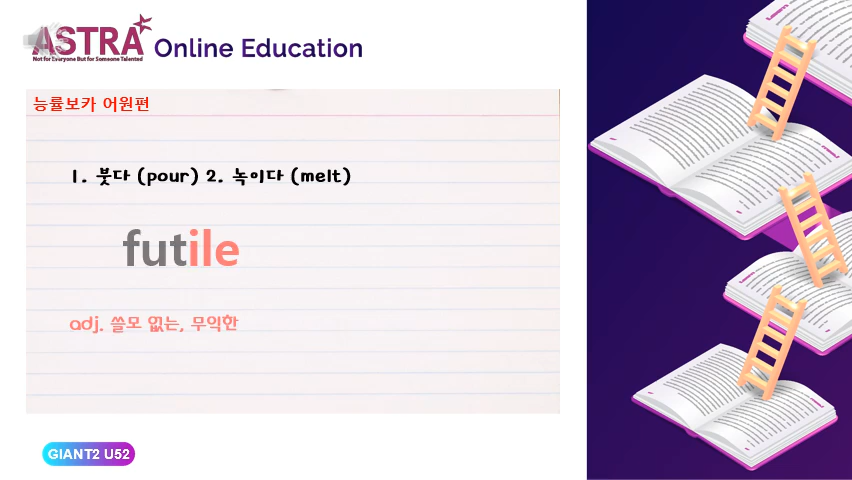 ASTRA
Not for Everyone But for Someone Talented
Online Education
능률보카 어원편
1. 붓다 (pour) 2. 녹이다 (melt)
futile
adj. 쓸모 없는, 무익한
GIANT2 U52